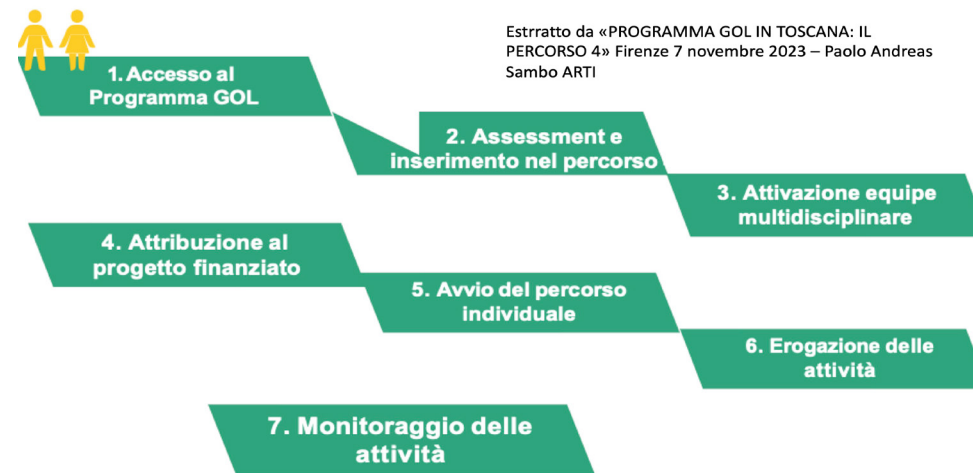 Estrratto da «PROGRAMMA GOL IN TOSCANA: IL
PERCORSO 4» Firenze 7 novembre 2023 – Paolo Andreas
Sambo ARTI
1. Accesso al
Programma GOL
2. Assessment e
inserimento nel percorso
3. Attivazione equipe
multidisciplinare
4. Attribuzione al
progetto finanziato
5. Avvio del percorso
individuale
6. Erogazione delle
attività
7. Monitoraggio delle
attività